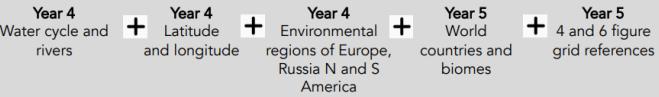 Year 4
Water cycle and
rivers
+
Year 4
Latitude
and longitude
+
Year 4
Environmental
regions of Europe,
Russia N and S
America
+
Year 5
World
countries and
biomes
+
Year 5
4 and 6 figure
grid references